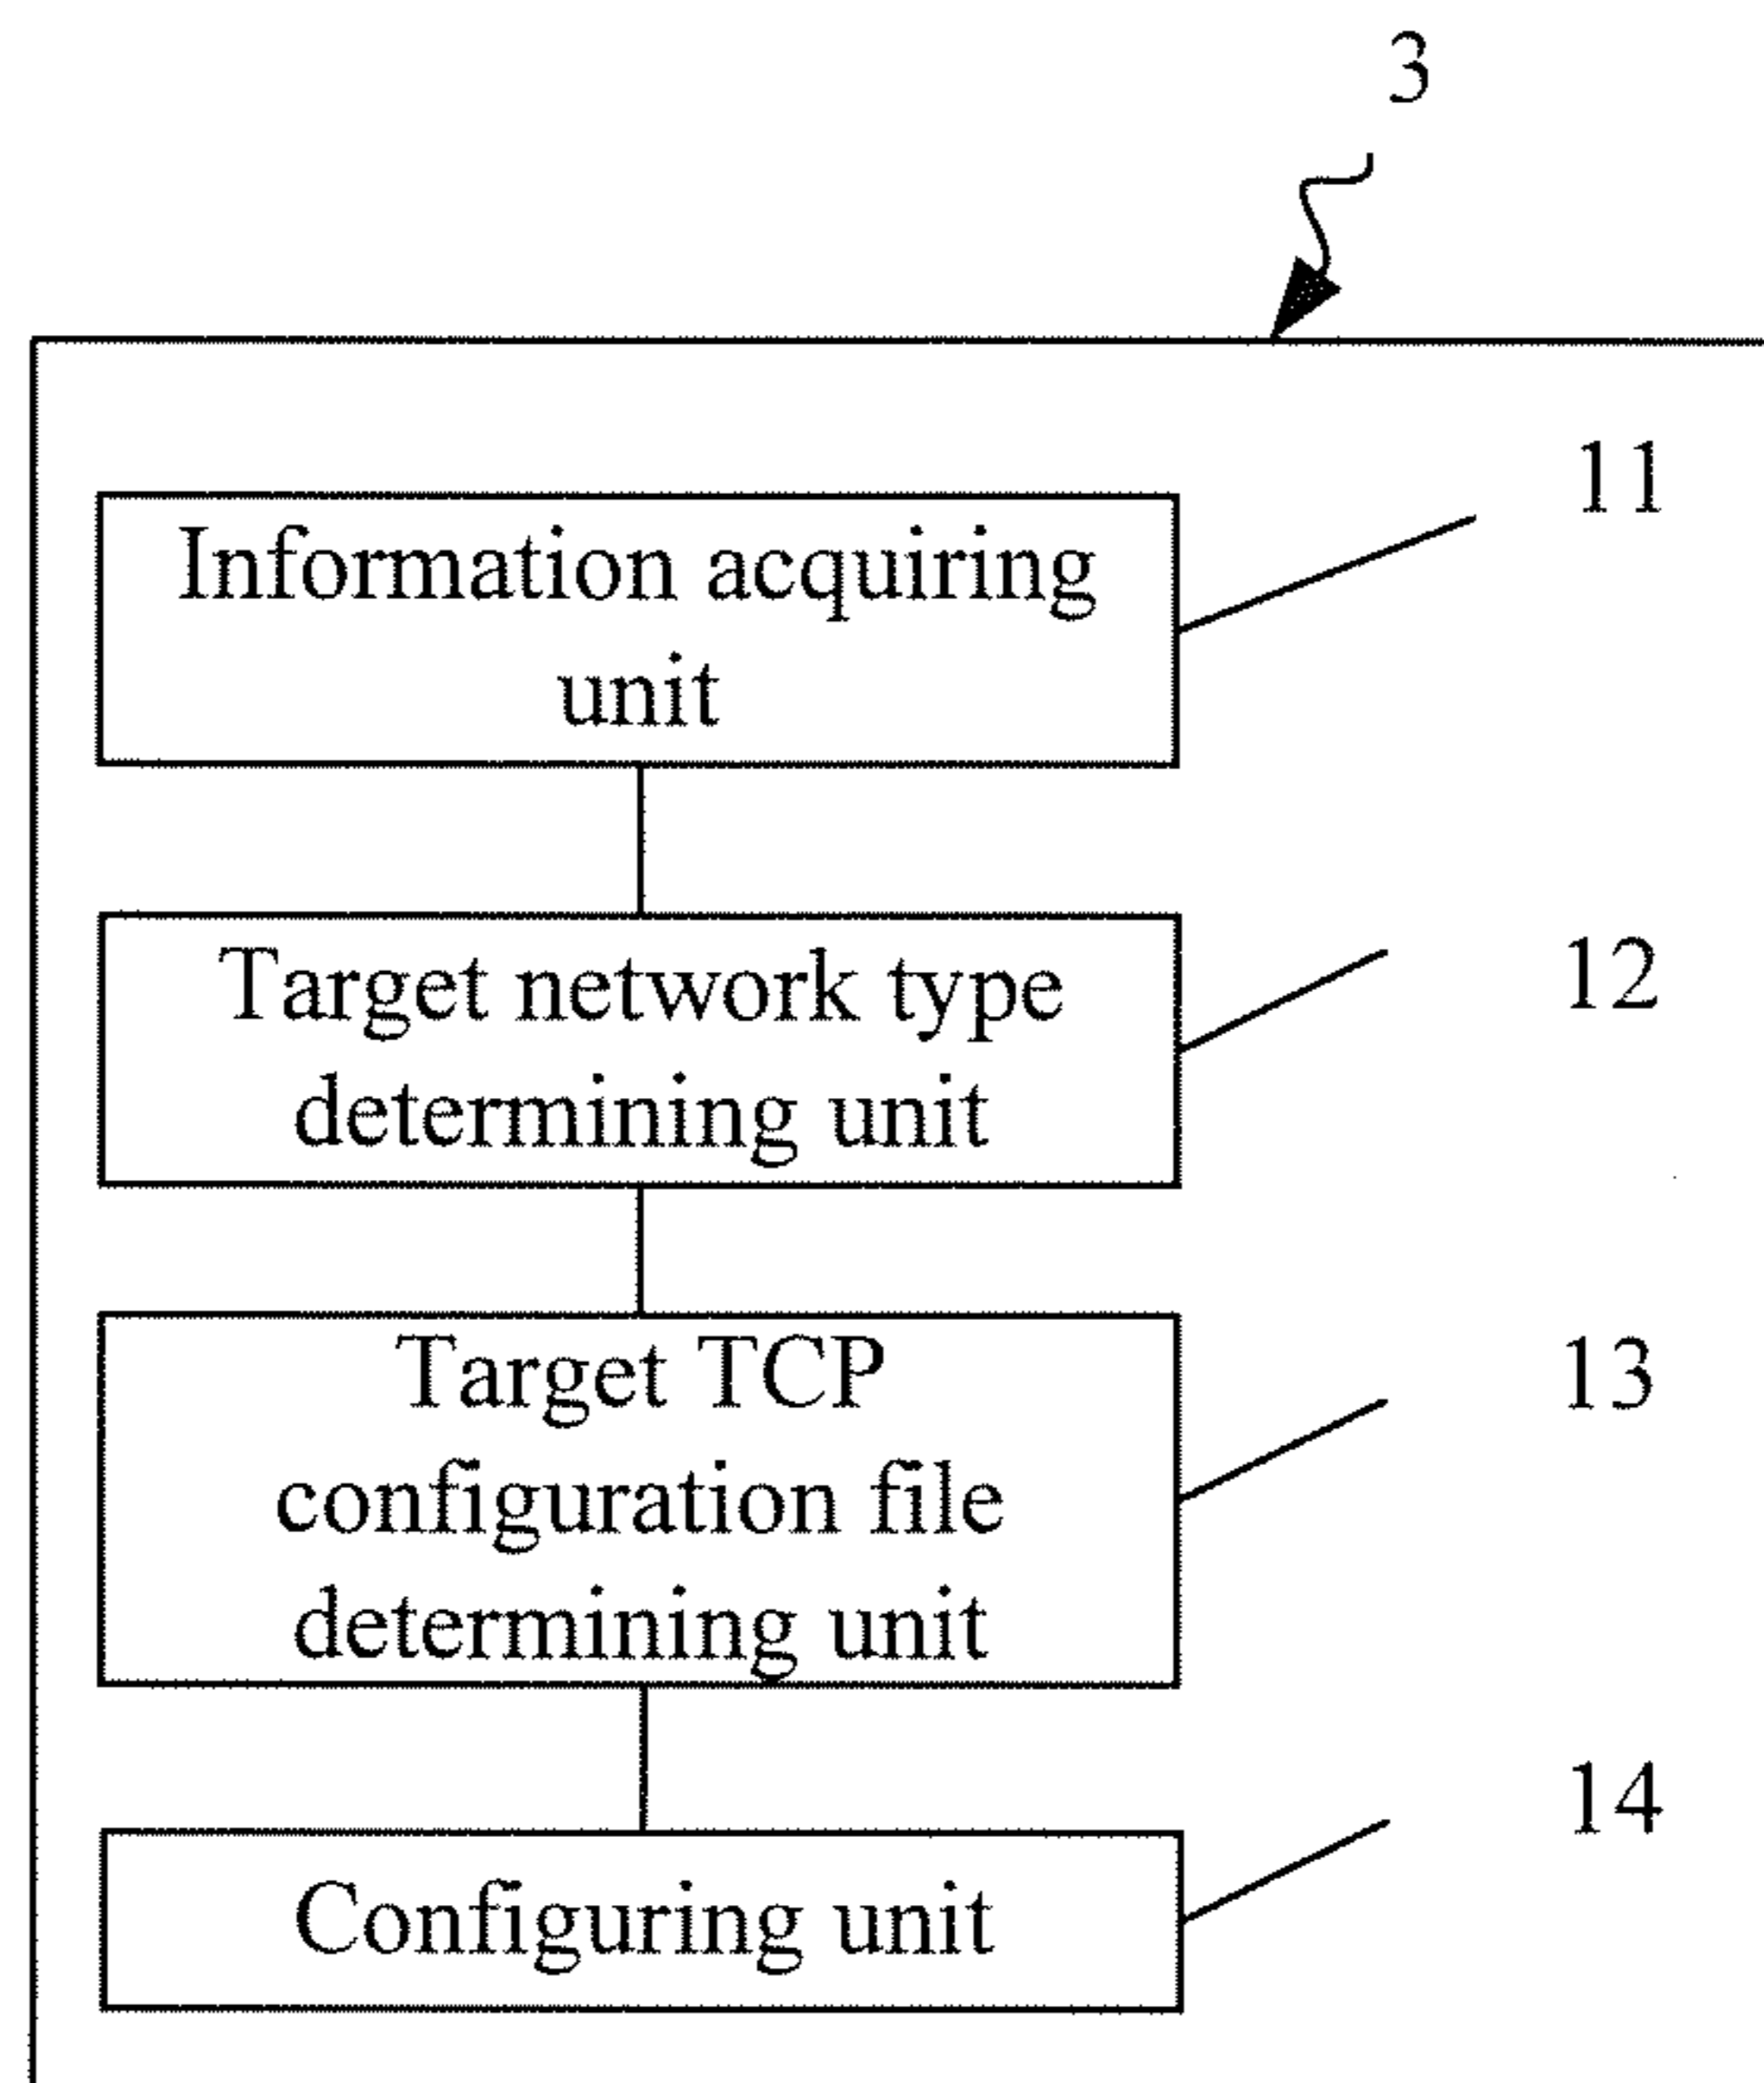 3
11
Information acquiring
unit
12
Target network type
determining unit
13
Target TCP
configuration file
determining unit
14
Configuring unit